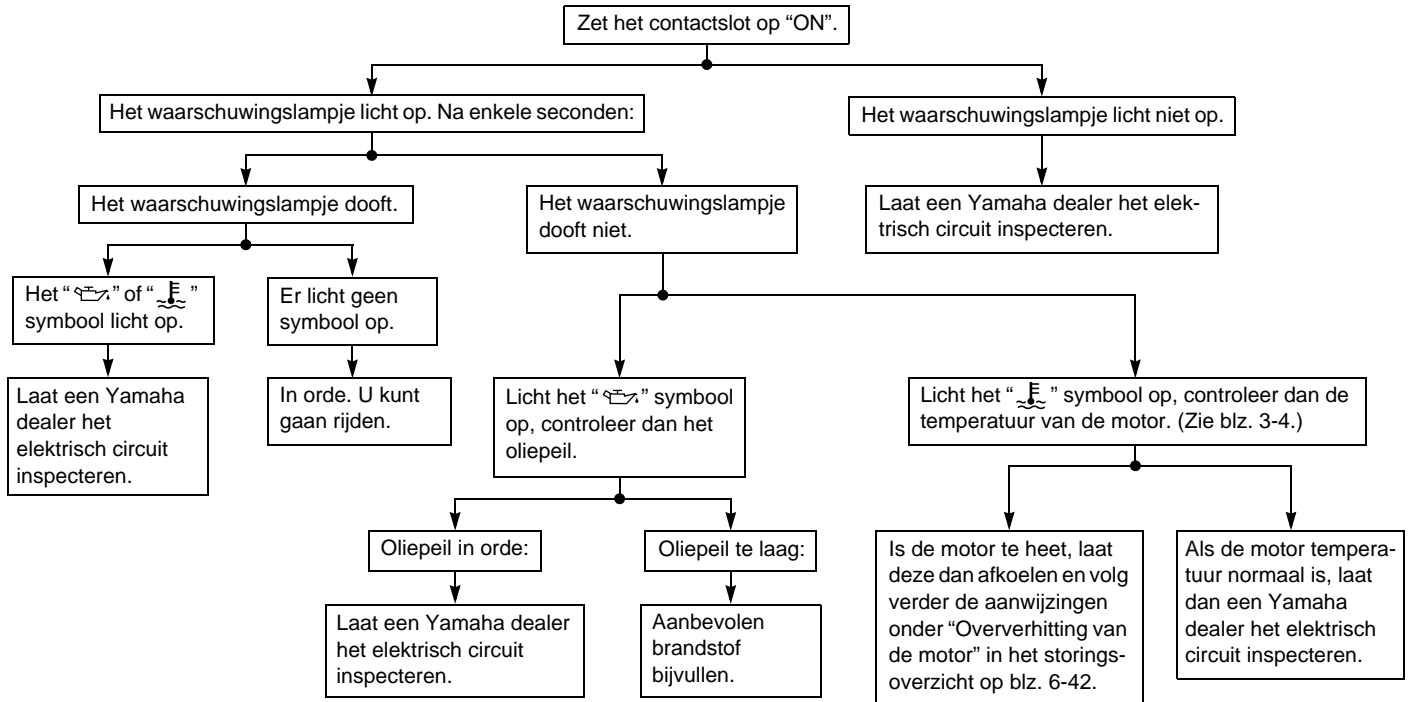 Zet het contactslot op “ON”.
Het waarschuwingslampje licht op. Na enkele seconden:
Het waarschuwingslampje licht niet op.
Het waarschuwingslampje dooft.
Het waarschuwingslampje
dooft niet.
Laat een Yamaha dealer het elek-
trisch circuit inspecteren.
Het “ ” of “ ”
symbool licht op.
Er licht geen
symbool op.
Laat een Yamaha
dealer het
elektrisch circuit
inspecteren.
In orde. U kunt
gaan rijden.
Licht het “ ” symbool
op, controleer dan het
oliepeil.
Licht het “ ” symbool op, controleer dan de
temperatuur van de motor. (Zie blz. 3-4.)
Oliepeil in orde:
Oliepeil te laag:
Laat een Yamaha dealer
het elektrisch circuit
inspecteren.
Aanbevolen
brandstof
bijvullen.
Is de motor te heet, laat
deze dan afkoelen en volg
verder de aanwijzingen
onder “Oververhitting van
de motor” in het storings-
overzicht op blz. 6-42.
Als de motor tempera-
tuur normaal is, laat
dan een Yamaha
dealer het elektrisch
circuit inspecteren.